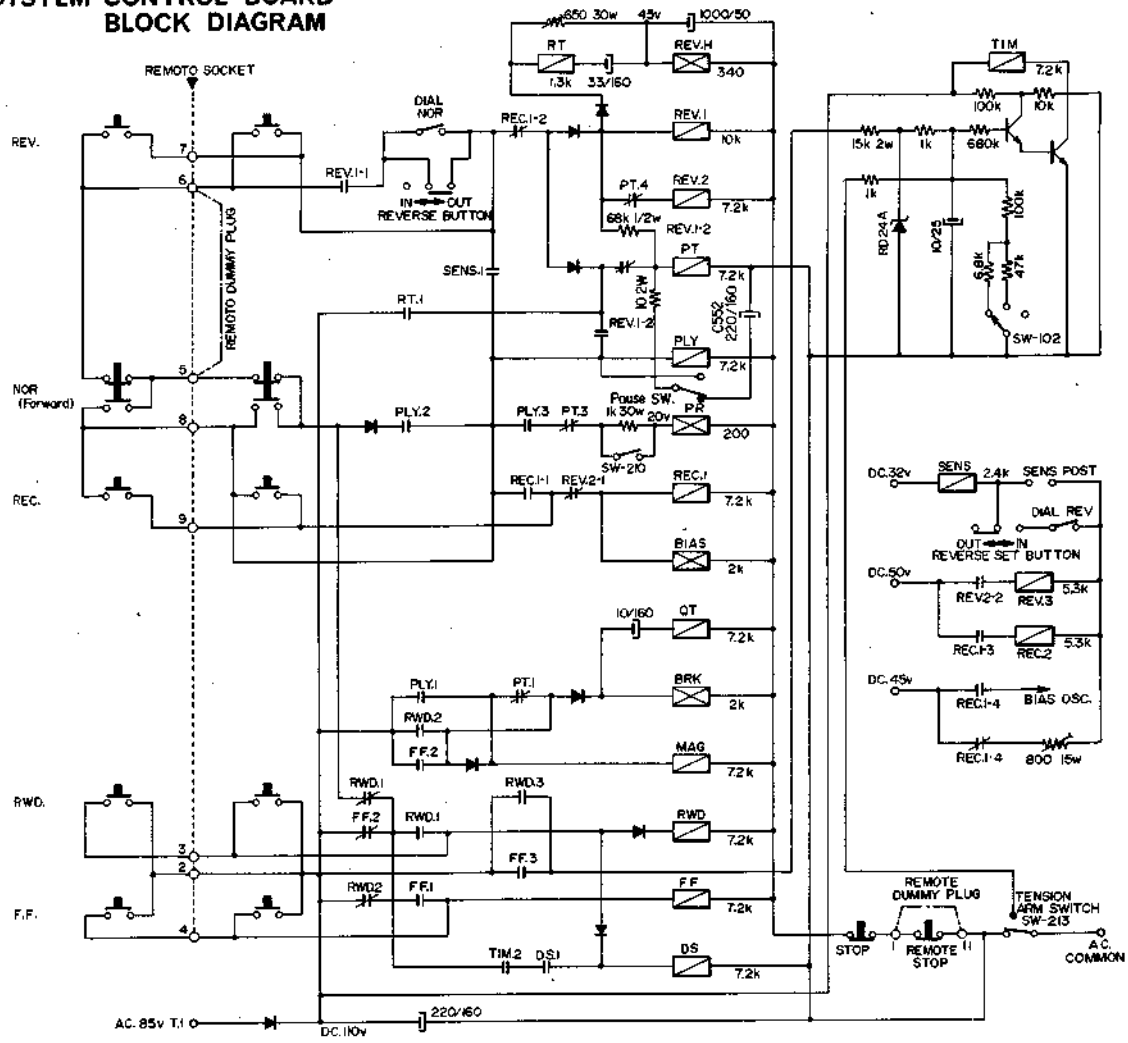 SYSTEM CONTROL BOARD
BLOCK DIAGRAM
650 30w
45v
1000/50
RT
1.3k
33/160
REV.H
340
TIM
7.2k
100k
10k
REMOTO SOCKET
DIAL
NOR
REC.1-2
REV.
7
6
REV.1-1
IN OUT
REVERSE BUTTON
REV.1
10k
PT.4
REV.2
7.2k
68k 1/2w
REV.1-2
15k 2w
1k
680k
1k
RD24A
10/25
100k
6.8k
47k
SW-102
REMOTO DUMMY PLUG
SENS.1
PT
7.2k
RT.1
10 2W
C552
220/160
REV.1-2
PLY
7.2k
NOR
(Forward)
5
8
Pause SW.
1k 30w
20v
PLY.2
PLY.3
PT.3
PR
200
SW-210
REC.
9
REC.1-1
REV.2-1
REC.1
7.2k
BIAS
2k
DC.32v
SENS
2.4k
SENS POST
DIAL REV
OUT IN
REVERSE SET BUTTON
DC.50v
REV2-2
REV.3
5.3k
REC.1-3
REC.2
5.3k
DC.45v
REC.1-4
BIAS OSC.
REC.1-4
800 15w
10/160
QT
7.2k
PLY.1
PT.1
BRK
2k
RWD.2
FF.2
MAG
7.2k
RWD.
RWD.1
RWD.3
FF.2
RWD.1
RWD
7.2k
3
2
FF.3
F.F.
4
RWD2
FF.1
FF
7.2k
REMOTE
DUMMY PLUG
TENSION
ARM SWITCH
SW-213
STOP
1
REMOTE
STOP
11
A.C.
COMMON
TIM.2
DS.1
DS
7.2k
AC. 85v T.1
DC.110v
220/160